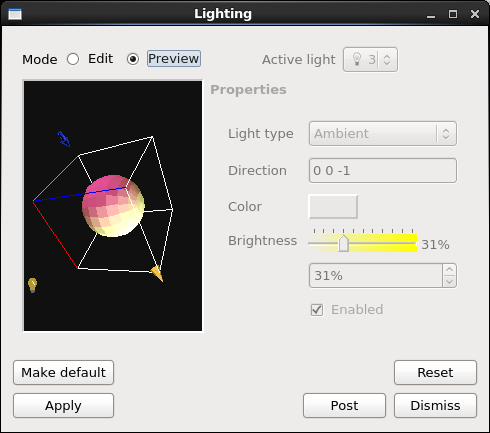 Lighting
Mode Edit Preview Active light 3
Properties
Light type Ambient
Direction 0 0 -1
Color
Brightness 31%
31%
Enabled
Make default Reset
Apply Post Dismiss